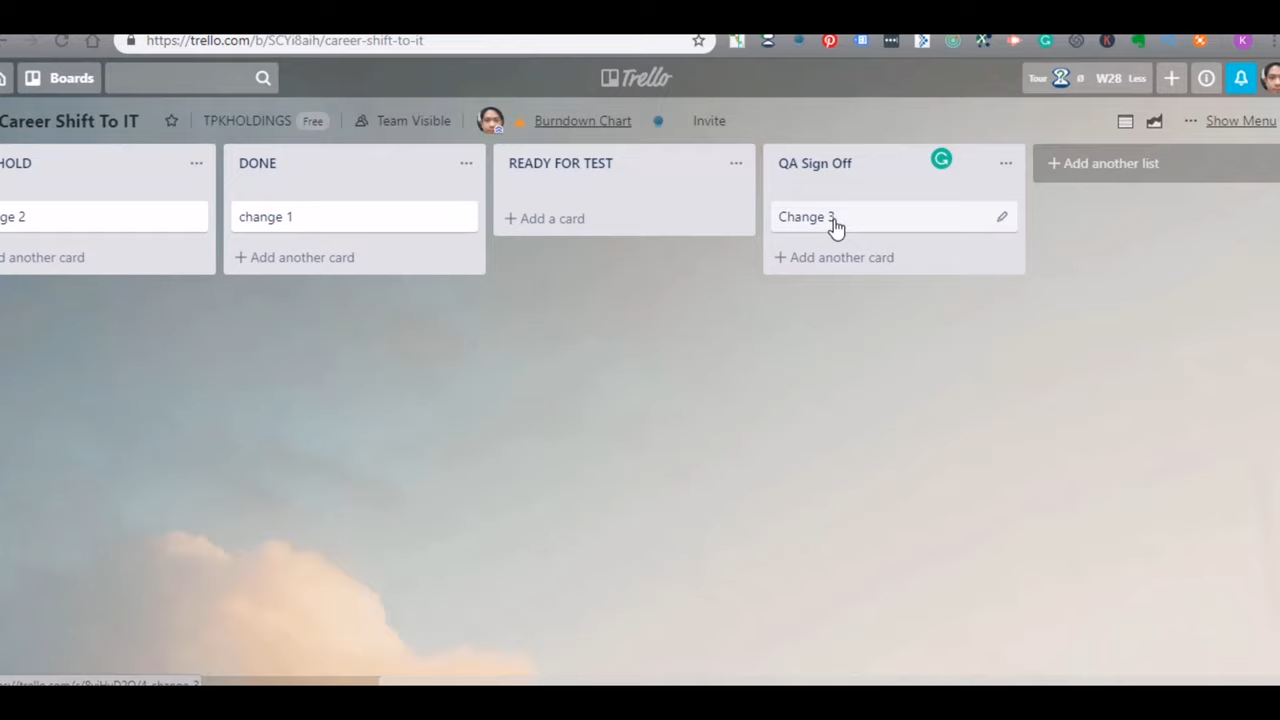 https://trello.com/b/SCYi8aih/career-shift-to-it
Boards
Trello
Tour
W28 Less
Career Shift To IT
TPKHOLDINGS Free
Team Visible
Burndown Chart
Invite
... Show Menu
HOLD ...
ge 2
d another card
DONE ...
change 1
+ Add another card
READY FOR TEST ...
+ Add a card
QA Sign Off ...
Change 3
+ Add another card
+ Add another list